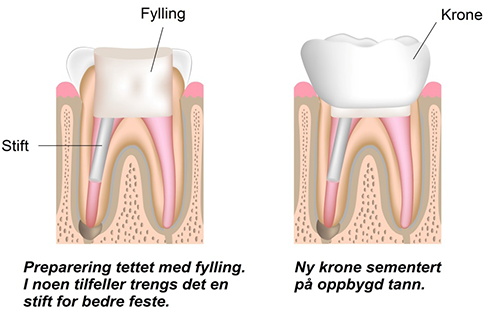 Fylling
Krone
Stift
Preparering tettet med fylling.
I noen tilfeller trengs det en
stift for bedre feste.
Ny krone sementert
på oppbygd tann.